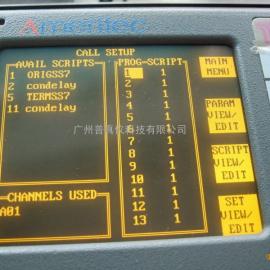 Ameritec
CALL SETUP
AVAIL SCRIPTS
1 ORIGSS7
2 condelay
5 TERMSS7
11 condelay
CHANNELS USED
A01
PROG-SCRIPT
1 1
2 1
3 1
4 1
5 1
6 1
7 1
8 1
9 1
10 1
11 1
12 1
13 1
MAIN MENU
PARAM VIEW/ EDIT
SCRIPT VIEW/ EDIT
SET VIEW/ EDIT
广州普真仪科技有限公司